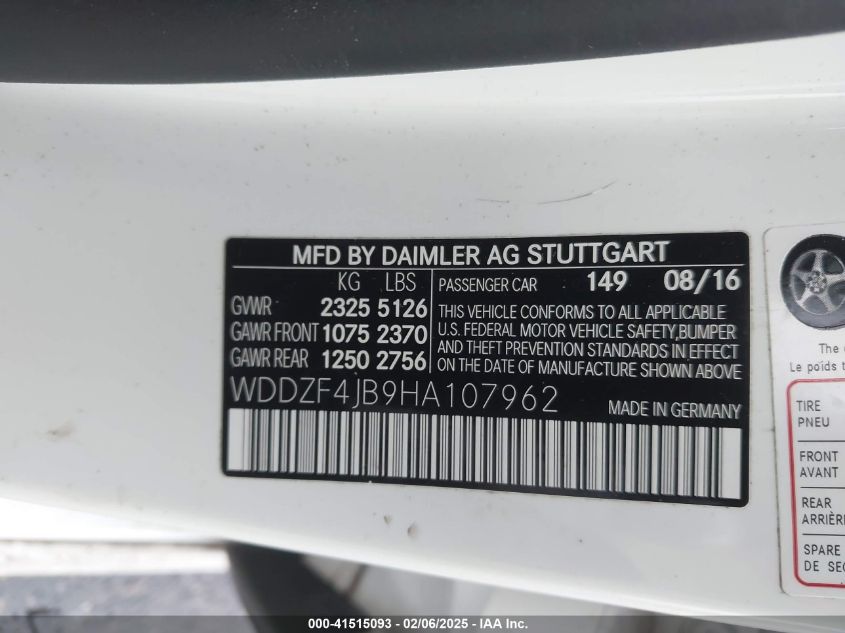 MFD BY DAIMLER AG STUTTGART
KG LBS
GVWR 2325 5126
GAWR FRONT 1075 2370
GAWR REAR 1250 2756
PASSENGER CAR 149 08/16
THIS VEHICLE CONFORMS TO ALL APPLICABLE
U.S. FEDERAL MOTOR VEHICLE SAFETY,BUMPER
AND THEFT PREVENTION STANDARDS IN EFFECT
ON THE DATE OF MANUFACTURE SHOWN ABOVE
WDDZF4JB9HA107962
MADE IN GERMANY
The
Le poids
TIRE
PNEU
FRONT
AVANT
REAR
ARRIÈRE
SPARE
DE
000-41515093 - 02/06/2025 - IAA Inc.